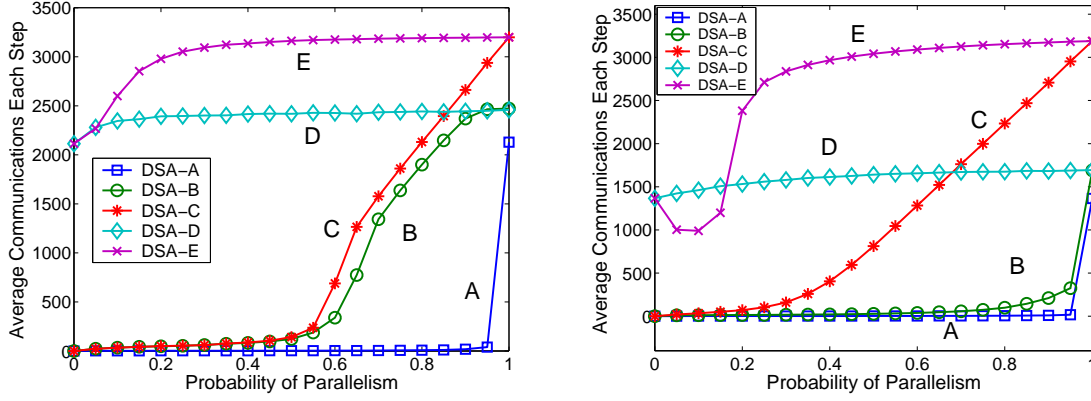 Average Communications Each Step
3500
3000
2500
2000
1500
1000
500
0
0
0.2
0.4
0.6
0.8
1
Probability of Parallelism
DSA-A
DSA-B
DSA-C
DSA-D
DSA-E
E
D
C
B
A
Average Communications Each Step
3500
3000
2500
2000
1500
1000
500
0
0
0.2
0.4
0.6
0.8
1
Probability of Parallelism
DSA-A
DSA-B
DSA-C
DSA-D
DSA-E
E
C
D
B
A